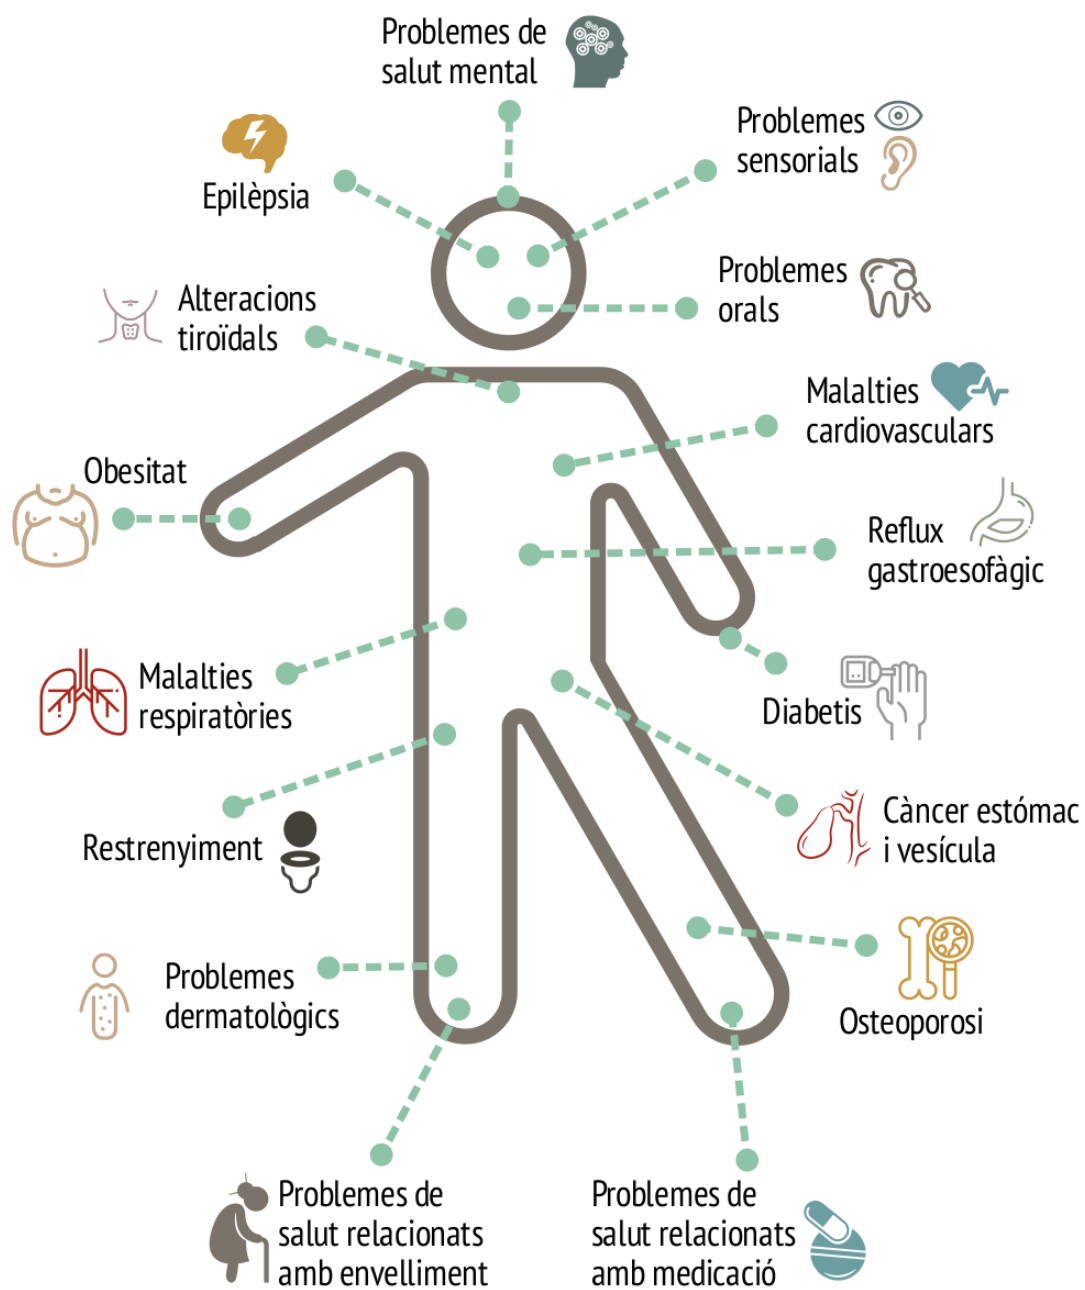 Problemes de
salut mental
Problemes
sensorials
Epilèpsia
Problemes
orals
Alteracions
tiroïdals
Malalties
cardiovasculars
Obesitat
Reflux
gastroesofàgic
Malalties
respiratòries
Diabetis
Càncer estómac
i vesícula
Restrenyiment
Problemes
dermatològics
Osteoporosi
Problemes de
salut relacionats
amb envelliment
Problemes de
salut relacionats
amb medicació